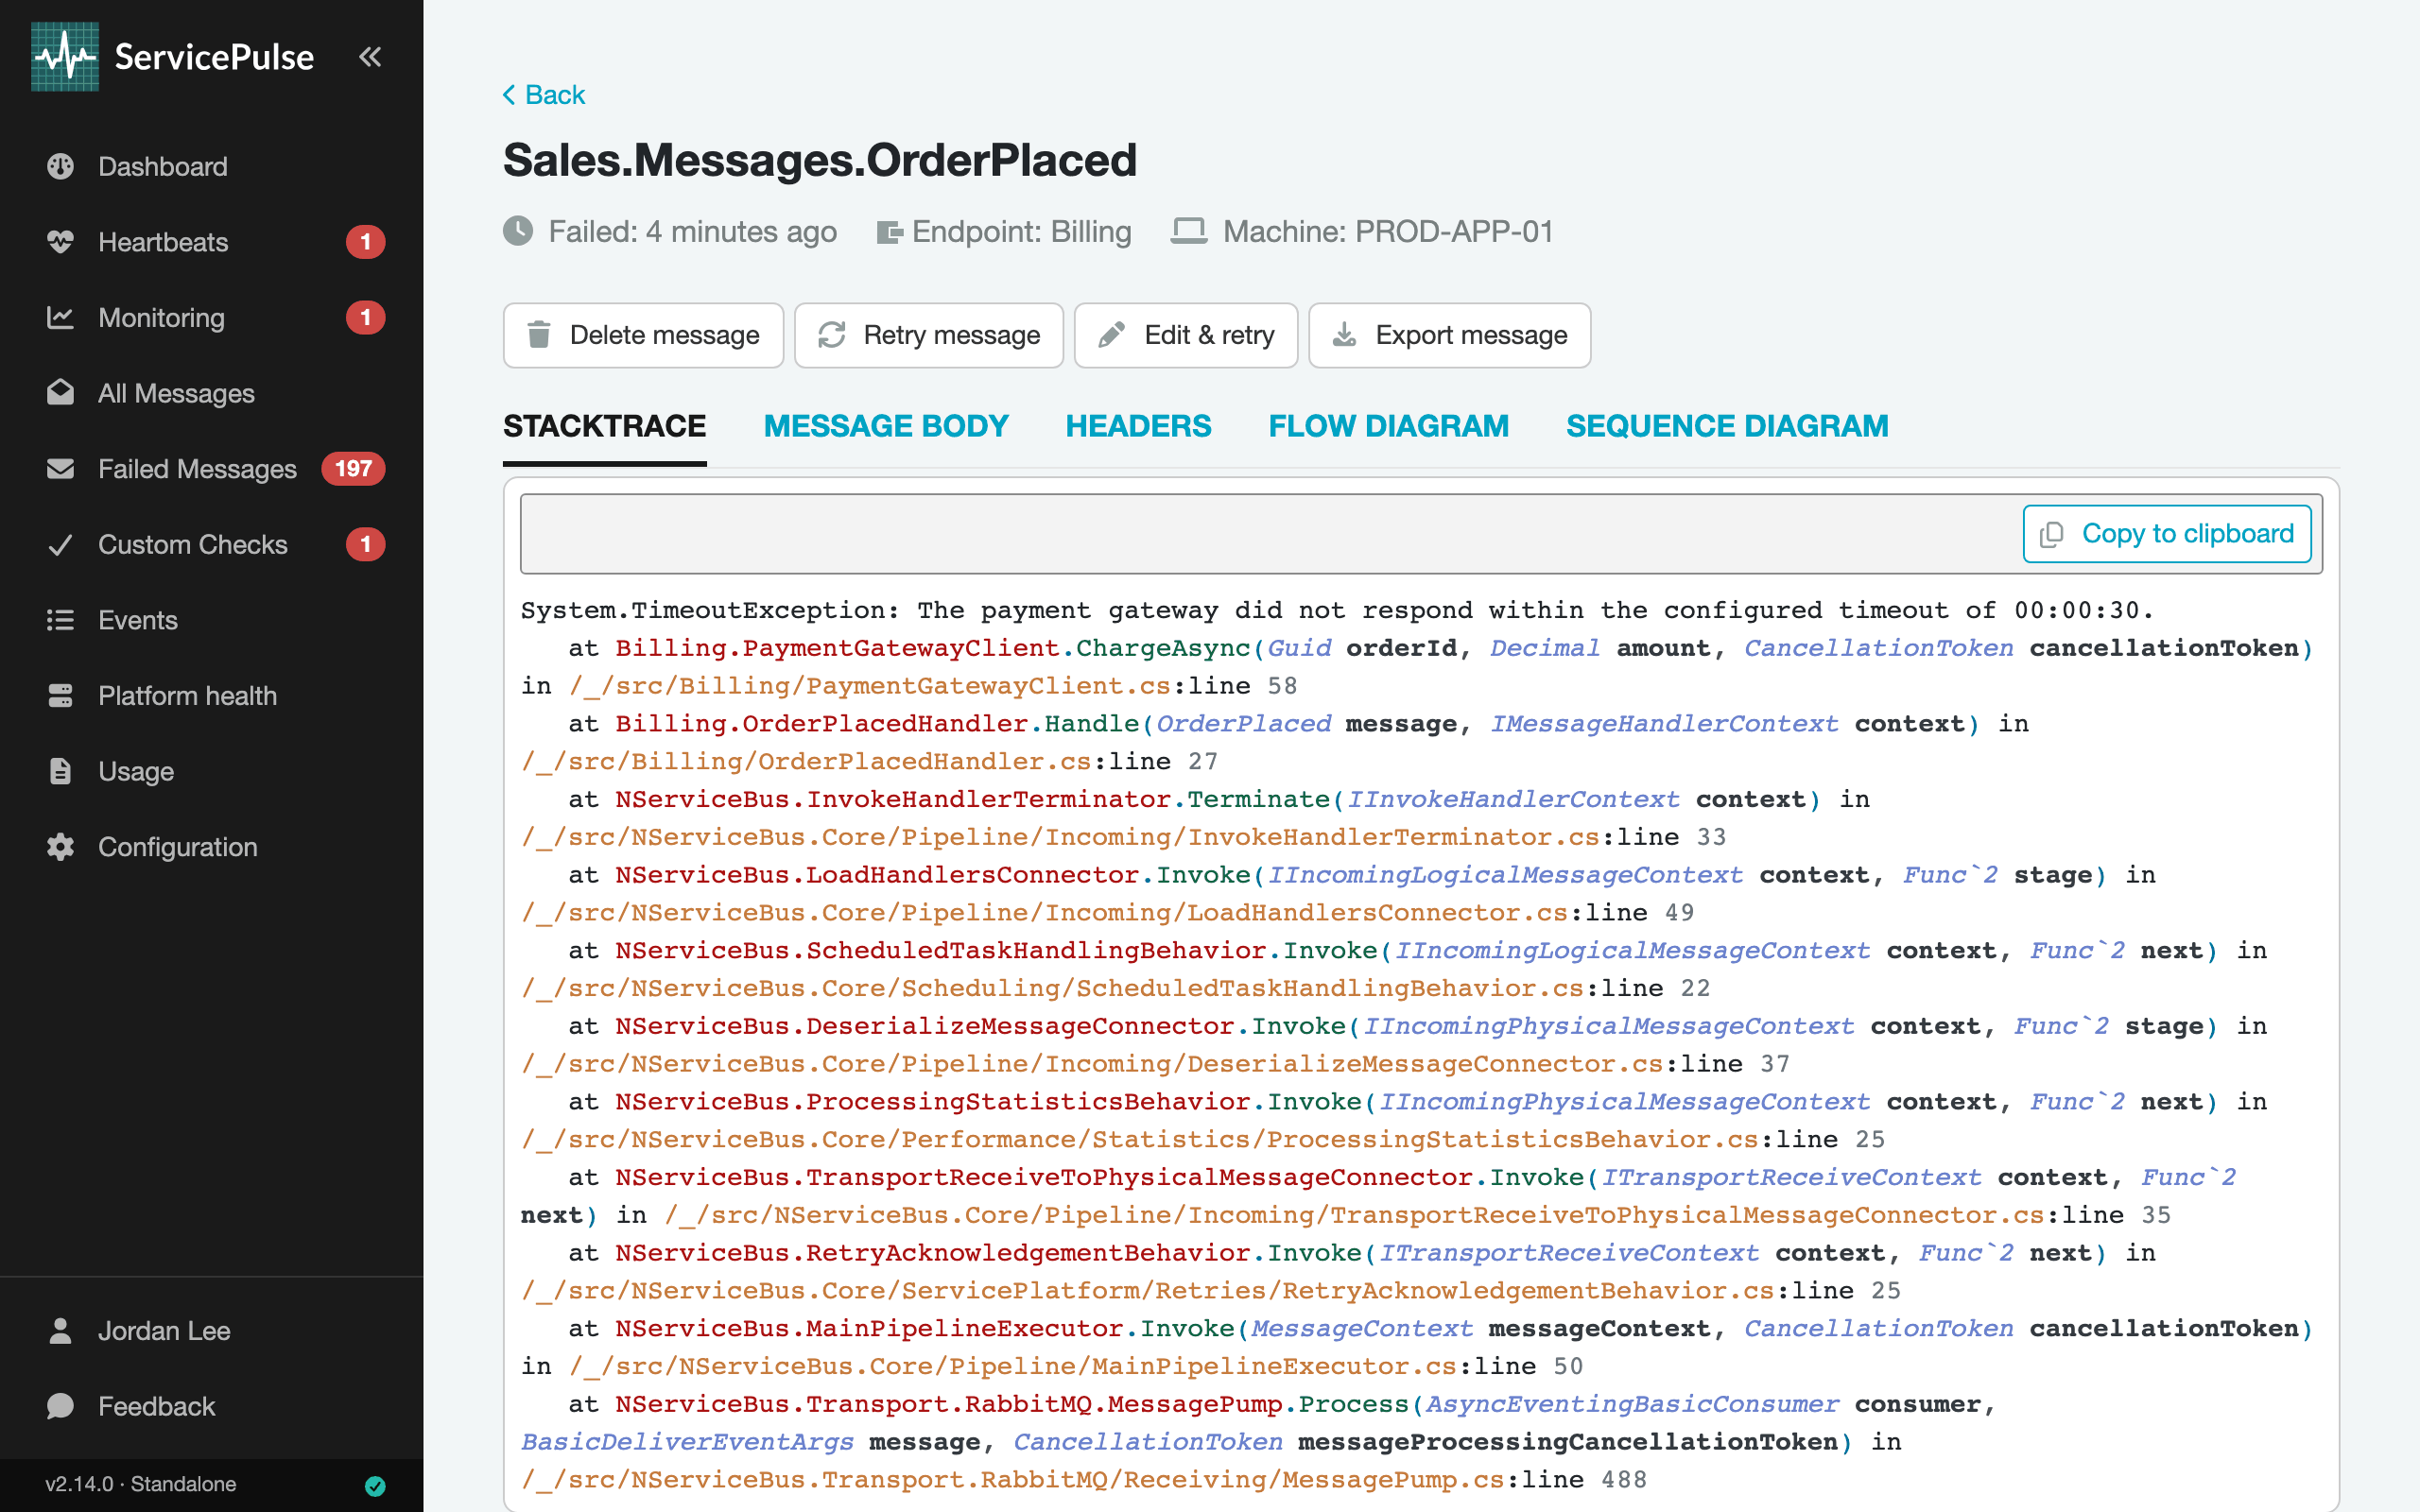 ServicePulse
Dashboard
Heartbeats 1
Monitoring 1
All Messages
Failed Messages 197
Custom Checks 1
Events
Platform health
Usage
Configuration
Jordan Lee
Feedback
v2.14.0 · Standalone
Back
Sales.Messages.OrderPlaced
Failed: 4 minutes ago Endpoint: Billing Machine: PROD-APP-01
Delete message Retry message Edit & retry Export message
STACKTRACE MESSAGE BODY HEADERS FLOW DIAGRAM SEQUENCE DIAGRAM
Copy to clipboard
System.TimeoutException: The payment gateway did not respond within the configured timeout of 00:00:30.
at Billing.PaymentGatewayClient.ChargeAsync(Guid orderId, Decimal amount, CancellationToken cancellationToken)
in /_/src/Billing/PaymentGatewayClient.cs:line 58
at Billing.OrderPlacedHandler.Handle(OrderPlaced message, IMessageHandlerContext context) in
/_/src/Billing/OrderPlacedHandler.cs:line 27
at NServiceBus.InvokeHandlerTerminator.Terminate(IInvokeHandlerContext context) in
/_/src/NServiceBus.Core/Pipeline/Incoming/InvokeHandlerTerminator.cs:line 33
at NServiceBus.LoadHandlersConnector.Invoke(IIncomingLogicalMessageContext context, Func`2 stage) in
/_/src/NServiceBus.Core/Pipeline/Incoming/LoadHandlersConnector.cs:line 49
at NServiceBus.ScheduledTaskHandlingBehavior.Invoke(IIncomingLogicalMessageContext context, Func`2 next) in
/_/src/NServiceBus.Core/Scheduling/ScheduledTaskHandlingBehavior.cs:line 22
at NServiceBus.DeserializeMessageConnector.Invoke(IIncomingPhysicalMessageContext context, Func`2 stage) in
/_/src/NServiceBus.Core/Pipeline/Incoming/DeserializeMessageConnector.cs:line 37
at NServiceBus.ProcessingStatisticsBehavior.Invoke(IIncomingPhysicalMessageContext context, Func`2 next) in
/_/src/NServiceBus.Core/Performance/Statistics/ProcessingStatisticsBehavior.cs:line 25
at NServiceBus.TransportReceiveToPhysicalMessageConnector.Invoke(ITransportReceiveContext context, Func`2
next) in /_/src/NServiceBus.Core/Pipeline/Incoming/TransportReceiveToPhysicalMessageConnector.cs:line 35
at NServiceBus.RetryAcknowledgementBehavior.Invoke(ITransportReceiveContext context, Func`2 next) in
/_/src/NServiceBus.Core/ServicePlatform/Retries/RetryAcknowledgementBehavior.cs:line 25
at NServiceBus.MainPipelineExecutor.Invoke(MessageContext messageContext, CancellationToken cancellationToken)
in /_/src/NServiceBus.Core/Pipeline/MainPipelineExecutor.cs:line 50
at NServiceBus.Transport.RabbitMQ.MessagePump.Process(AsyncEventingBasicConsumer consumer,
BasicDeliverEventArgs message, CancellationToken messageProcessingCancellationToken) in
/_/src/NServiceBus.Transport.RabbitMQ/Receiving/MessagePump.cs:line 488